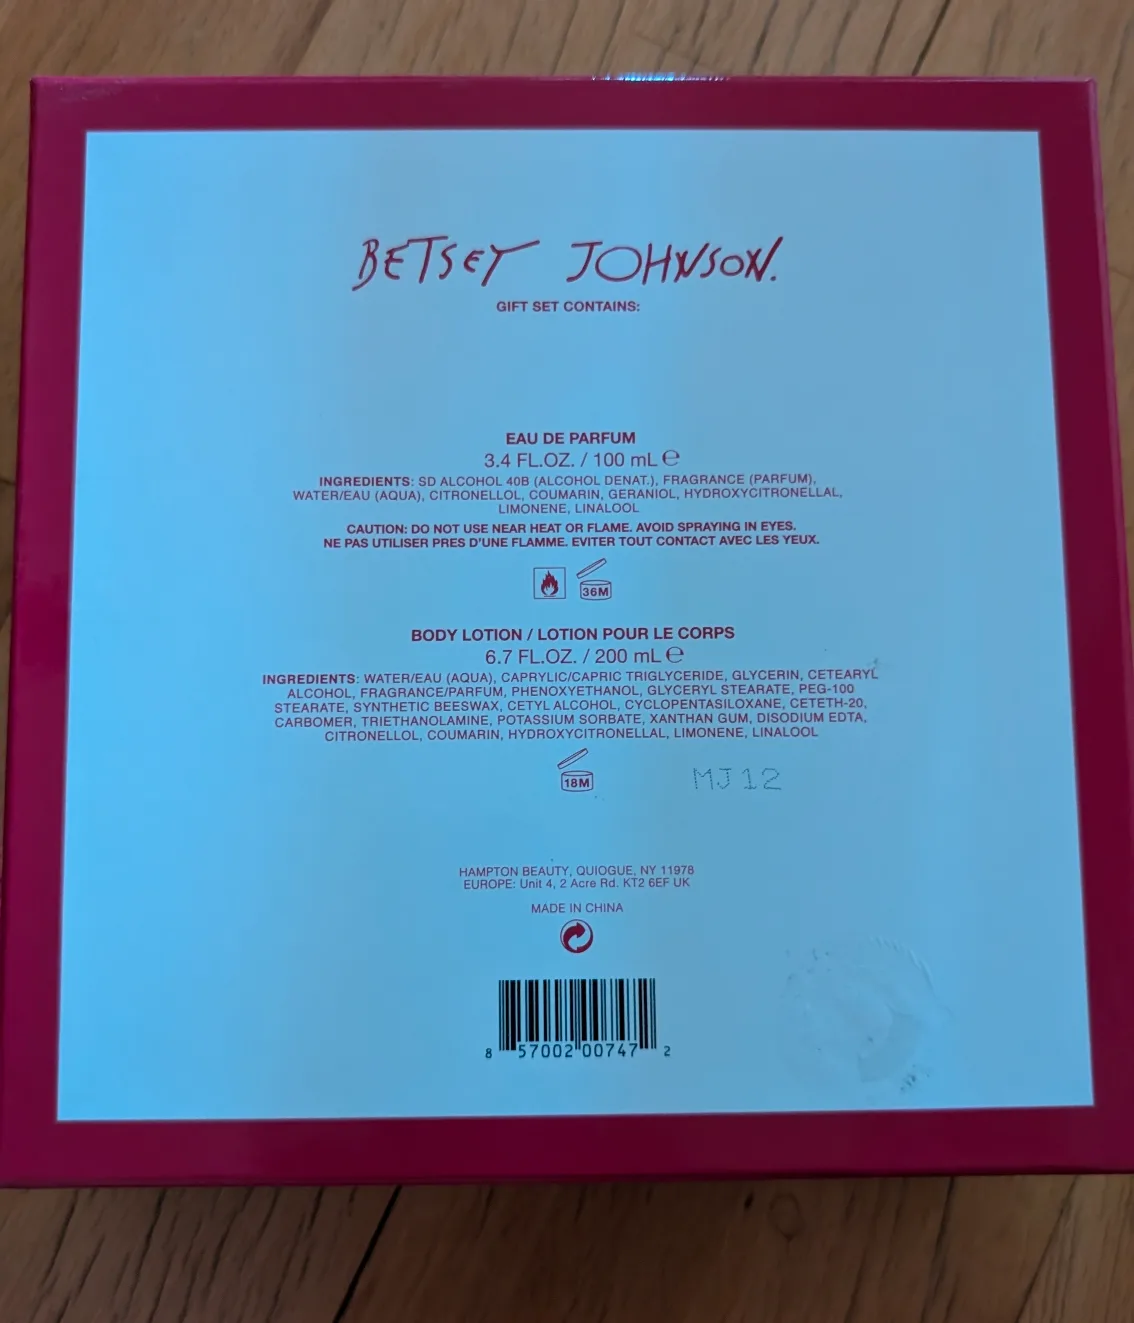 BETSEY JOHNSON.
GIFT SET CONTAINS:
EAU DE PARFUM
3.4 FL.OZ. / 100 mL ℮
INGREDIENTS: SD ALCOHOL 40B (ALCOHOL DENAT.), FRAGRANCE (PARFUM),
WATER/EAU (AQUA), CITRONELLOL, COUMARIN, GERANIOL, HYDROXYCITRONELLAL,
LIMONENE, LINALOOL
CAUTION: DO NOT USE NEAR HEAT OR FLAME. AVOID SPRAYING IN EYES.
NE PAS UTILISER PRES D'UNE FLAMME. EVITER TOUT CONTACT AVEC LES YEUX.
36M
BODY LOTION / LOTION POUR LE CORPS
6.7 FL.OZ. / 200 mL ℮
INGREDIENTS: WATER/EAU (AQUA), CAPRYLIC/CAPRIC TRIGLYCERIDE, GLYCERIN, CETEARYL
ALCOHOL, FRAGRANCE/PARFUM, PHENOXYETHANOL, GLYCERYL STEARATE, PEG-100
STEARATE, SYNTHETIC BEESWAX, CETYL ALCOHOL, CYCLOPENTASILOXANE, CETETH-20,
CARBOMER, TRIETHANOLAMINE, POTASSIUM SORBATE, XANTHAN GUM, DISODIUM EDTA,
CITRONELLOL, COUMARIN, HYDROXYCITRONELLAL, LIMONENE, LINALOOL
18M
MJ12
HAMPTON BEAUTY, QUIOGUE, NY 11978
EUROPE: Unit 4, 2 Acre Rd. KT2 6EF UK
MADE IN CHINA
8 57002 00747 2